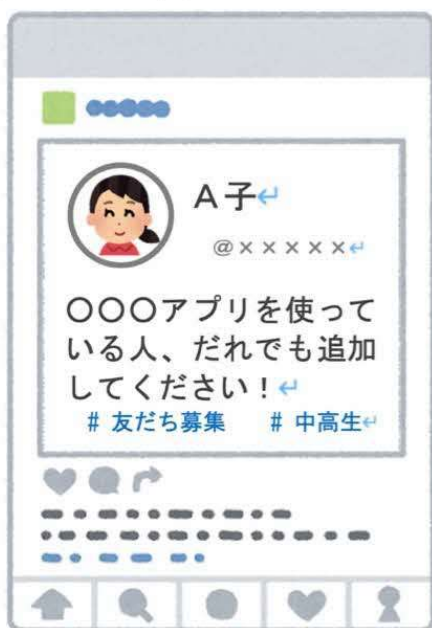 A子
@×××××
○○○アプリを使って
いる人、だれでも追加
してください！
# 友だち募集 # 中高生